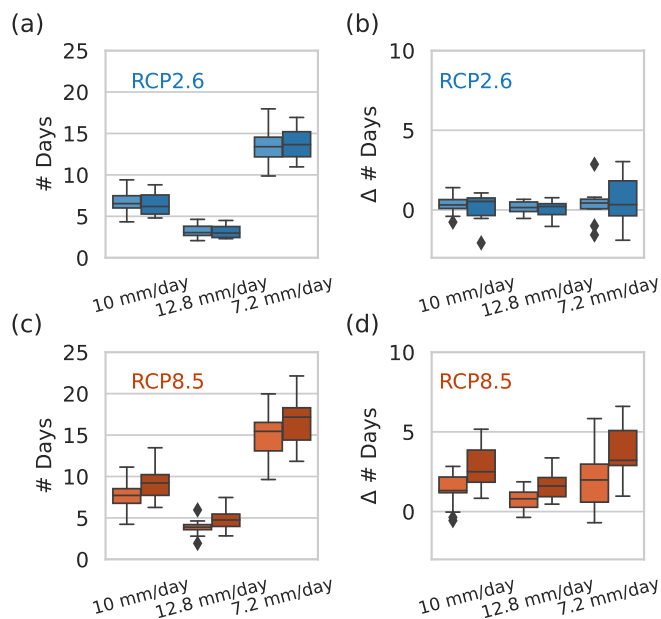 (a)
25
20
15
10
5
0
# Days
RCP2.6
10 mm/day
12.8 mm/day
7.2 mm/day
(b)
10
5
0
Δ # Days
RCP2.6
10 mm/day
12.8 mm/day
7.2 mm/day
(c)
25
20
15
10
5
0
# Days
RCP8.5
10 mm/day
12.8 mm/day
7.2 mm/day
(d)
10
5
0
Δ # Days
RCP8.5
10 mm/day
12.8 mm/day
7.2 mm/day